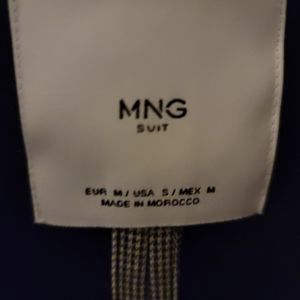 MNG
SUIT
EUR M / USA S / MEX M
MADE IN MOROCCO